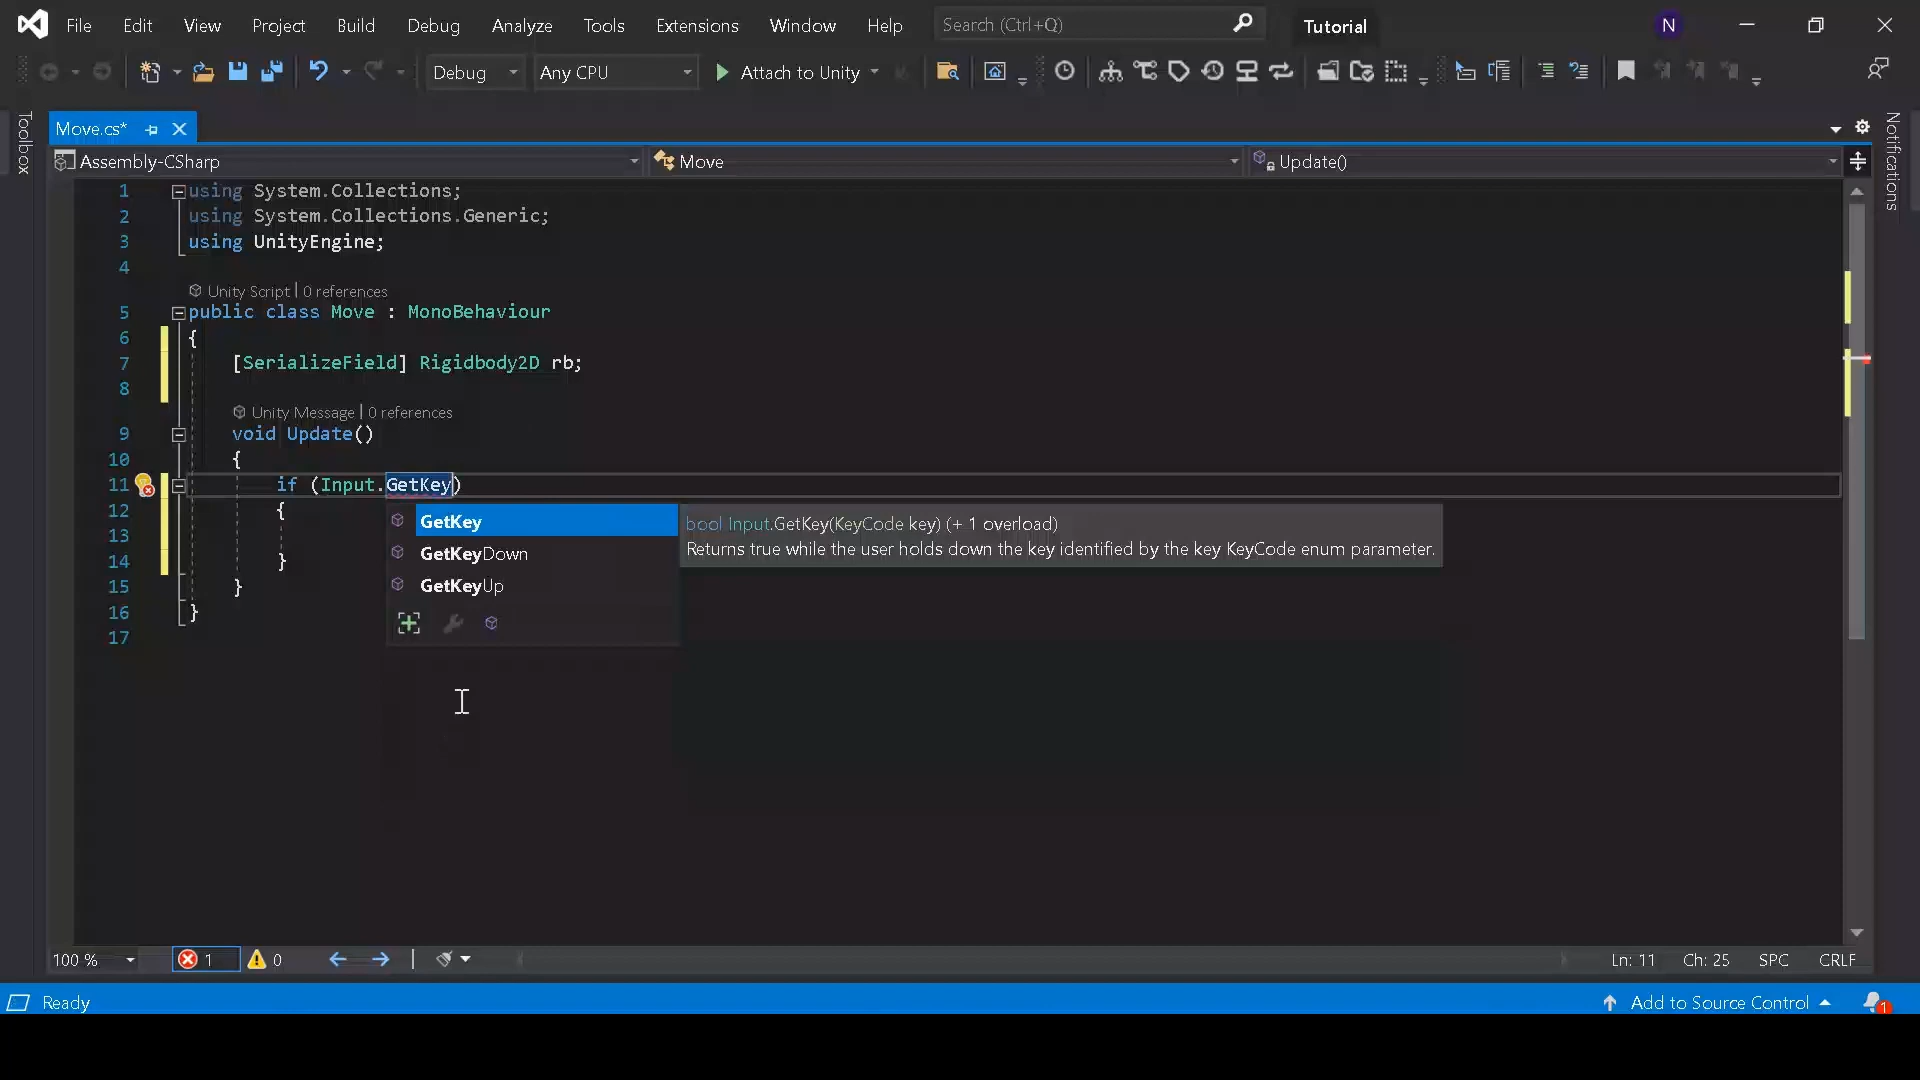 File Edit View Project Build Debug Analyze Tools Extensions Window Help Search (Ctrl+Q) Tutorial N
Debug Any CPU Attach to Unity
Toolbox
Move.cs*
Notifications
Assembly-CSharp Move Update()
1 using System.Collections;
2 using System.Collections.Generic;
3 using UnityEngine;
4
Unity Script | 0 references
5 public class Move : MonoBehaviour
6 {
7 [SerializeField] Rigidbody2D rb;
8
Unity Message | 0 references
9 void Update()
10 {
11 if (Input.GetKey)
12 {
13
14 }
15 }
16 }
17
GetKey
GetKeyDown
GetKeyUp
bool Input.GetKey(KeyCode key) (+ 1 overload)
Returns true while the user holds down the key identified by the key KeyCode enum parameter.
100 % 1 0 Ln: 11 Ch: 25 SPC CRLF
Ready Add to Source Control 1